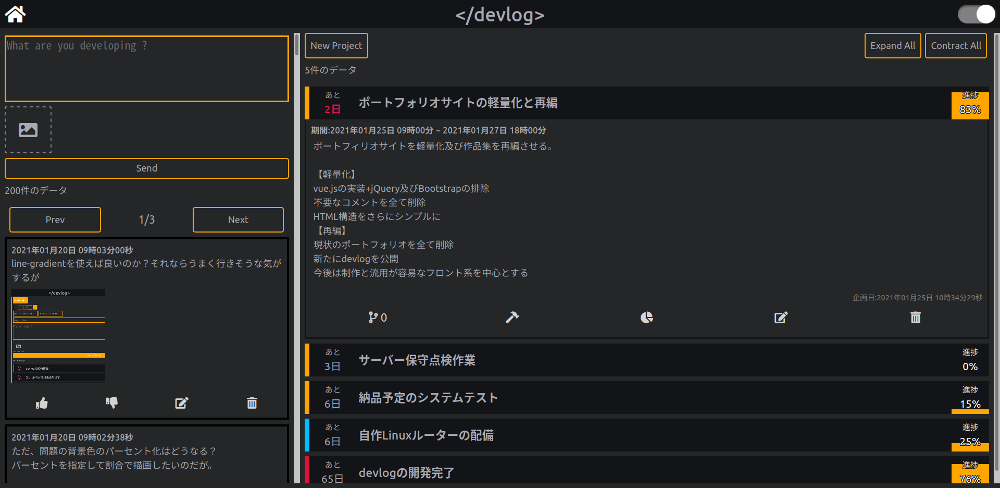 </devlog>
What are you developing ?
Send
200件のデータ
Prev
1/3
Next
2021年01月20日 09時03分00秒
line-gradientを使えば良いのか？それならうまく行きそうな気が
するが
</devlog>
2021年01月20日 09時02分38秒
ただ、問題の背景色のパーセント化はどうなる？
パーセントを指定して割合で描画したいのだが。
New Project
Expand All
Contract All
5件のデータ
あと
2日
ポートフォリオサイトの軽量化と再編
進捗
83%
期間:2021年01月25日 09時00分 ~ 2021年01月27日 18時00分
ポートフィリオサイトを軽量化及び作品集を再編させる。
【軽量化】
vue.jsの実装+jQuery及びBootstrapの排除
不要なコメントを全て削除
HTML構造をさらにシンプルに
【再編】
現状のポートフォリオを全て削除
新たにdevlogを公開
今後は制作と流用が容易なフロント系を中心とする
企画日:2021年01月25日 10時34分29秒
0
あと
3日
サーバー保守点検作業
進捗
0%
あと
6日
納品予定のシステムテスト
進捗
15%
あと
6日
自作Linuxルーターの配備
進捗
25%
あと
65日
devlogの開発完了
進捗
76%